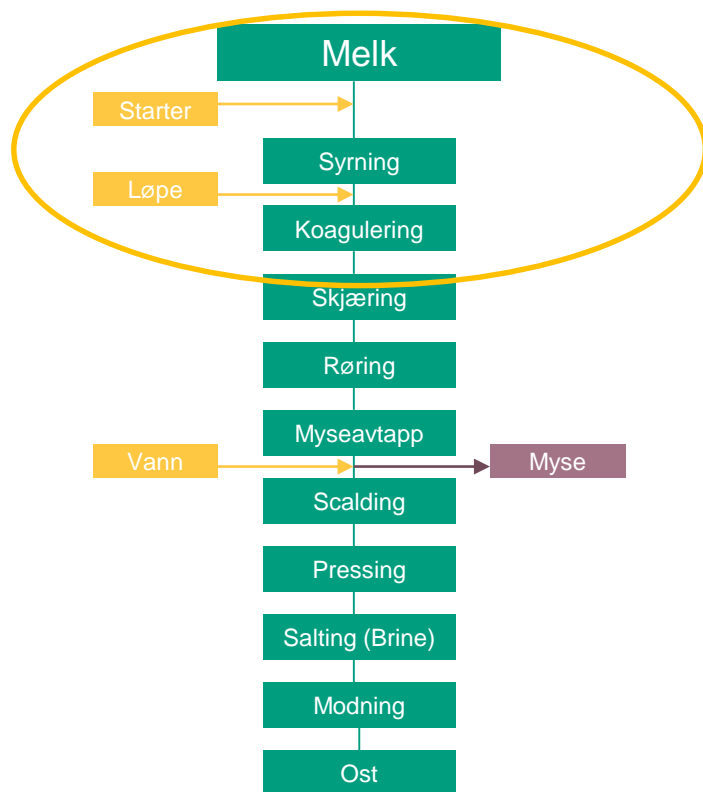 Melk
Starter
Syrning
Løpe
Koagulering
Skjæring
Røring
Myseavtapp
Vann
Myse
Scalding
Pressing
Salting (Brine)
Modning
Ost